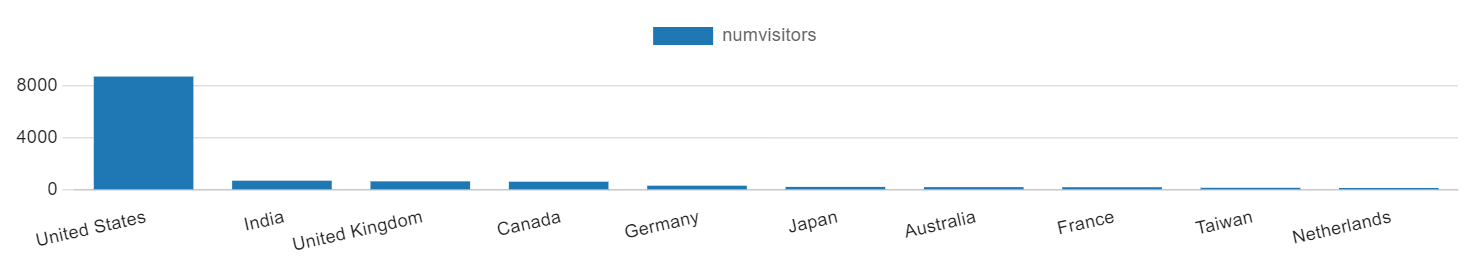 numvisitors
8000
4000
0
United States
India
United Kingdom
Canada
Germany
Japan
Australia
France
Taiwan
Netherlands